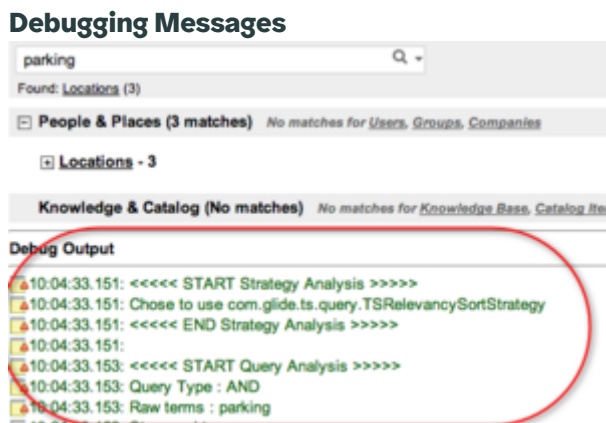 Debugging Messages
parking
Found: Locations (3)
People & Places (3 matches) No matches for Users, Groups, Companies
Locations - 3
Knowledge & Catalog (No matches) No matches for Knowledge Base, Catalog Ite
Debug Output
10:04:33.151: <<<<< START Strategy Analysis >>>>>
10:04:33.151: Chose to use com.glide.ts.query.TSRelevancySortStrategy
10:04:33.151: <<<<< END Strategy Analysis >>>>>
10:04:33.151:
10:04:33.153: <<<<< START Query Analysis >>>>>
10:04:33.153: Query Type : AND
10:04:33.153: Raw terms : parking